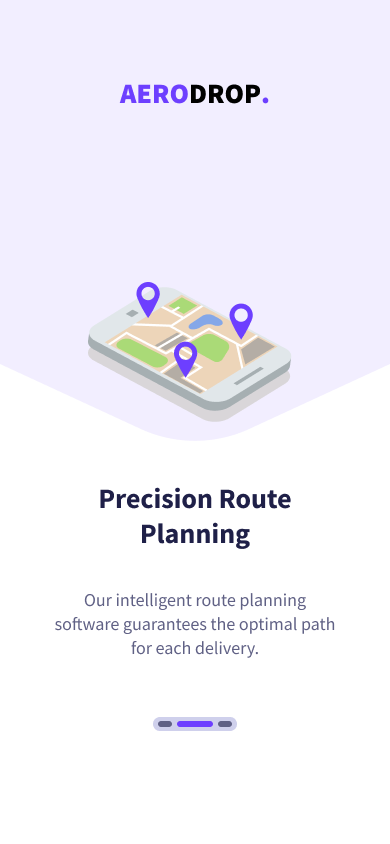 AERODROP.
Precision Route
Planning
Our intelligent route planning
software guarantees the optimal path
for each delivery.